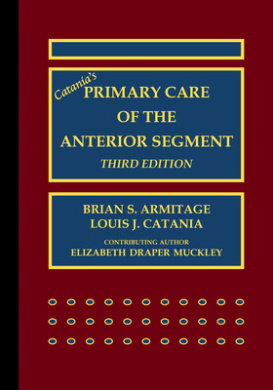 Catania's
PRIMARY CARE
OF THE
ANTERIOR SEGMENT
THIRD EDITION
BRIAN S. ARMITAGE
LOUIS J. CATANIA
CONTRIBUTING AUTHOR
ELIZABETH DRAPER MUCKLEY